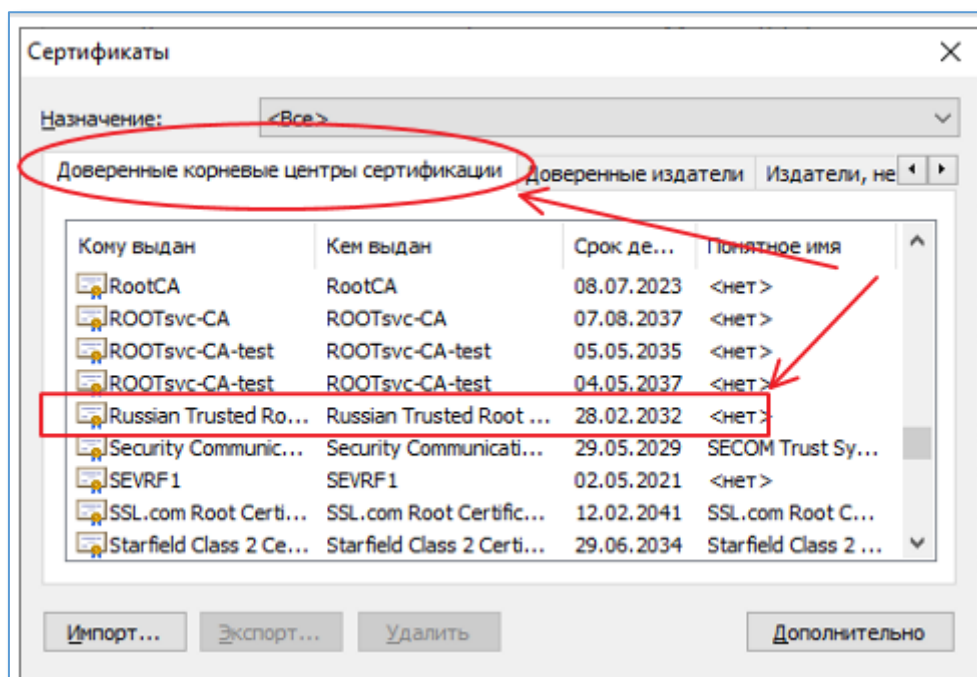 Сертификаты
Назначение: <Все>
Доверенные корневые центры сертификации Доверенные издатели Издатели, не
Кому выдан Кем выдан Срок де... Понятное имя
RootCA RootCA 08.07.2023 <нет>
ROOTsvc-CA ROOTsvc-CA 07.08.2037 <нет>
ROOTsvc-CA-test ROOTsvc-CA-test 05.05.2035 <нет>
ROOTsvc-CA-test ROOTsvc-CA-test 04.05.2037 <нет>
Russian Trusted Ro... Russian Trusted Root ... 28.02.2032 <нет>
Security Communic... Security Communicati... 29.05.2029 SECOM Trust Sy...
SEVRF1 SEVRF1 02.05.2021 <нет>
SSL.com Root Certi... SSL.com Root Certific... 12.02.2041 SSL.com Root C...
Starfield Class 2 Ce... Starfield Class 2 Certi... 29.06.2034 Starfield Class 2 ...
Импорт... Экспорт... Удалить Дополнительно